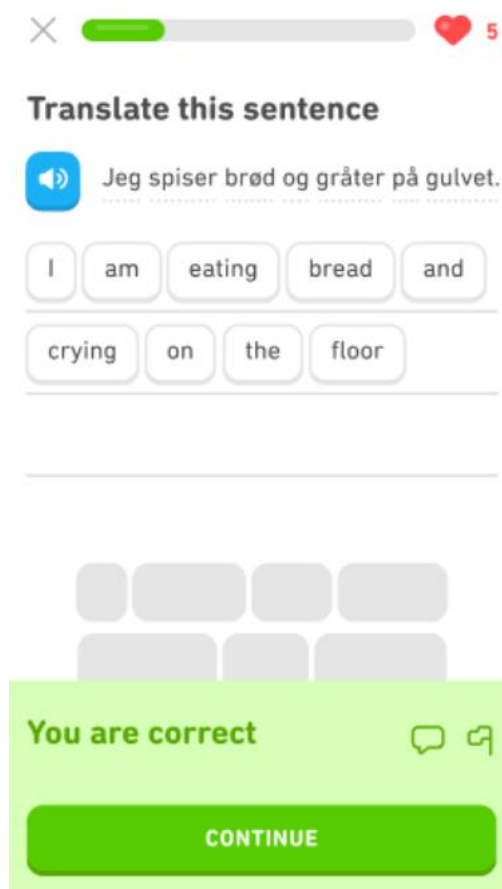 5
Translate this sentence
Jeg spiser brød og gråter på gulvet.
I am eating bread and
crying on the floor
You are correct
CONTINUE